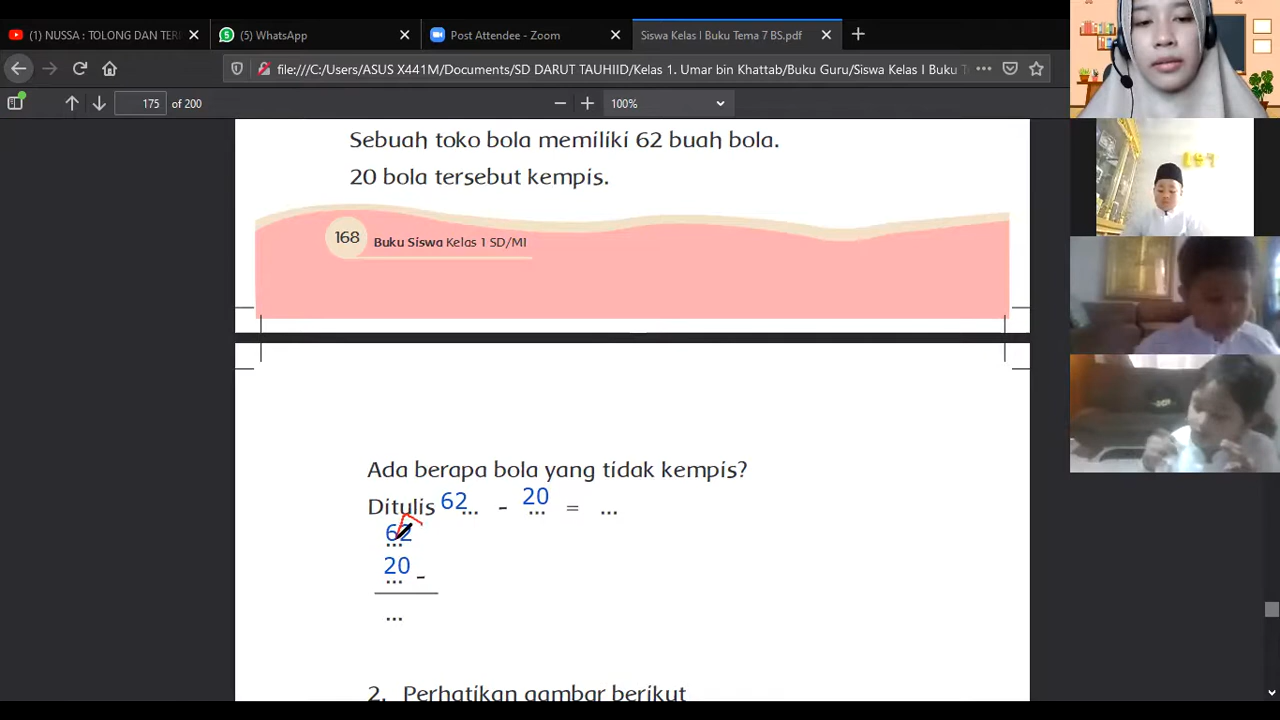 (1) NUSSA : TOLONG DAN TERI
(5) WhatsApp
Post Attendee - Zoom
Siswa Kelas I Buku Tema 7 BS.pdf
file:///C:/Users/ASUS X441M/Documents/SD DARUT TAUHIID/Kelas 1. Umar bin Khattab/Buku Guru/Siswa Kelas I Buku T
175 of 200
100%
Sebuah toko bola memiliki 62 buah bola.
20 bola tersebut kempis.
168 Buku Siswa Kelas 1 SD/MI
Ada berapa bola yang tidak kempis?
Ditulis 62... - 20... = ...
62
...
20
... -
...
2. Perhatikan gambar berikut